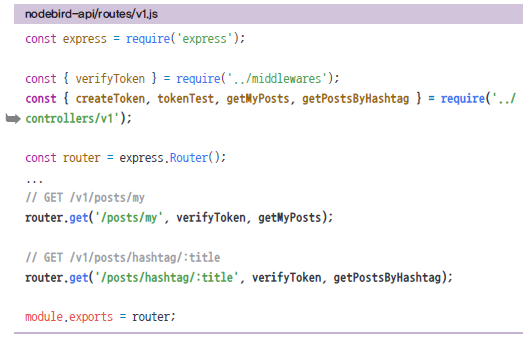 nodebird-api/routes/v1.js
const express = require('express');
const { verifyToken } = require('../middlewares');
const { createToken, tokenTest, getMyPosts, getPostsByHashtag } = require('../
controllers/v1');
const router = express.Router();
...
// GET /v1/posts/my
router.get('/posts/my', verifyToken, getMyPosts);
// GET /v1/posts/hashtag/:title
router.get('/posts/hashtag/:title', verifyToken, getPostsByHashtag);
module.exports = router;